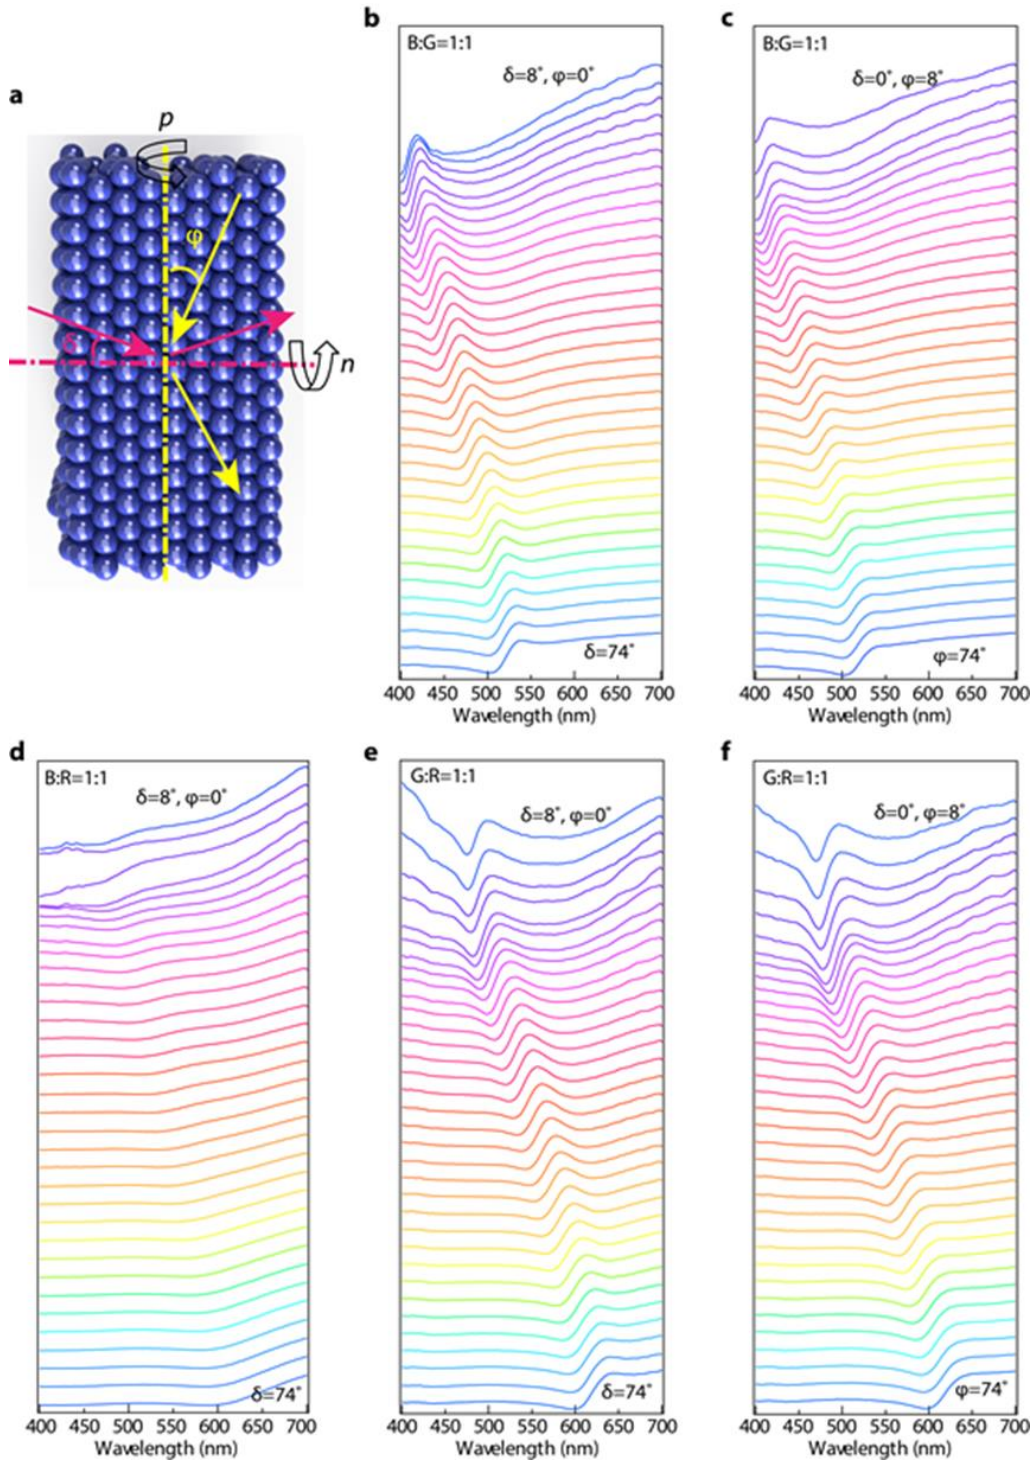 a
p
φ
δ
n
b
B:G=1:1
δ=8°, φ=0°
δ=74°
400 450 500 550 600 650 700
Wavelength (nm)
c
B:G=1:1
δ=0°, φ=8°
φ=74°
400 450 500 550 600 650 700
Wavelength (nm)
d
B:R=1:1
δ=8°, φ=0°
δ=74°
400 450 500 550 600 650 700
Wavelength (nm)
e
G:R=1:1
δ=8°, φ=0°
δ=74°
400 450 500 550 600 650 700
Wavelength (nm)
f
G:R=1:1
δ=0°, φ=8°
φ=74°
400 450 500 550 600 650 700
Wavelength (nm)